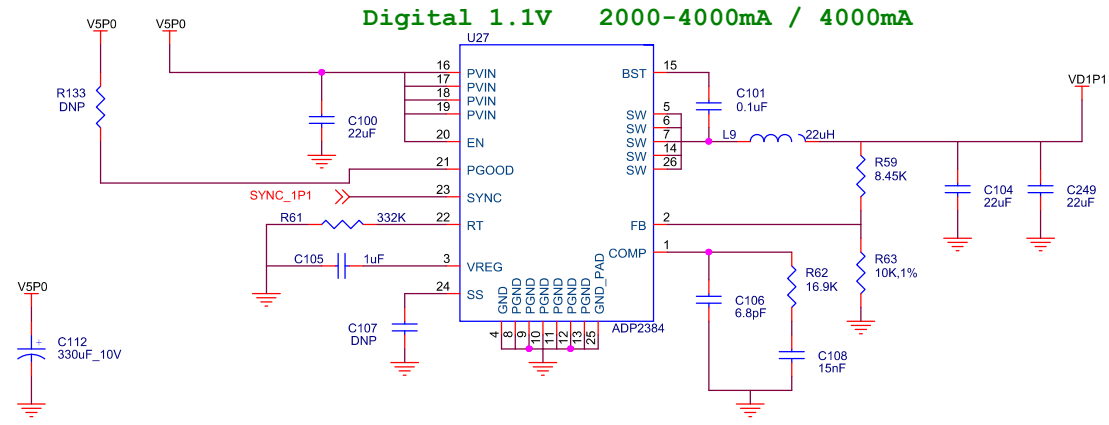 Digital 1.1V 2000-4000mA / 4000mA
V5P0
V5P0
U27
R133
DNP
C100
22uF
16 PVIN
17 PVIN
18 PVIN
19 PVIN
20 EN
21 PGOOD
23 SYNC
22 RT
3 VREG
24 SS
SYNC_1P1
R61 332K
C105 1uF
C107
DNP
V5P0
+
C112
330uF_10V
BST 15
SW 5
SW 6
SW 7
SW 14
SW 26
FB 2
COMP 1
GND 4
PGND 8
PGND 9
PGND 10
PGND 11
PGND 12
PGND 13
GND_PAD 25
ADP2384
C101
0.1uF
L9 22uH
VD1P1
R59
8.45K
C104
22uF
C249
22uF
R63
10K,1%
R62
16.9K
C106
6.8pF
C108
15nF